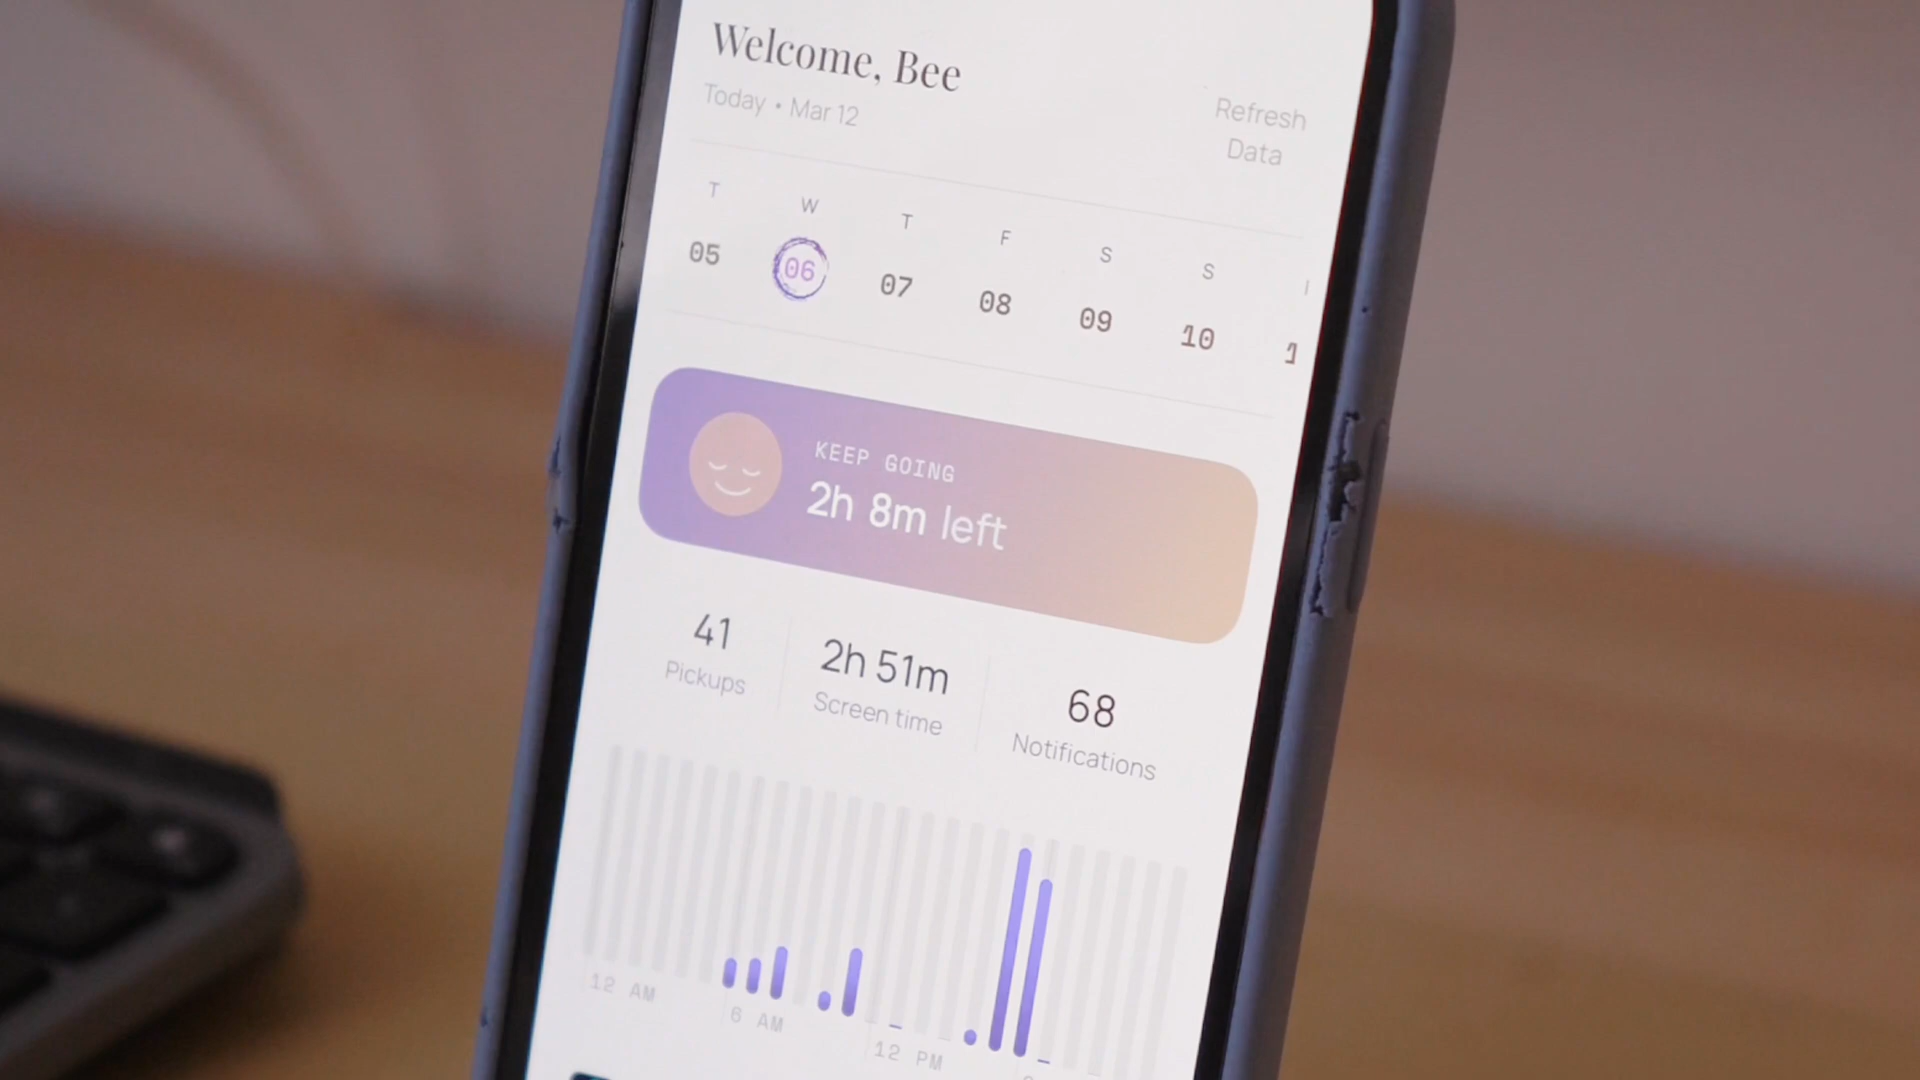 Welcome, Bee
Today • Mar 12
Refresh
Data
T W T F S S
05 06 07 08 09 10 1
KEEP GOING
2h 8m left
41 2h 51m 68
Pickups Screen time Notifications
12 AM 6 AM 12 PM